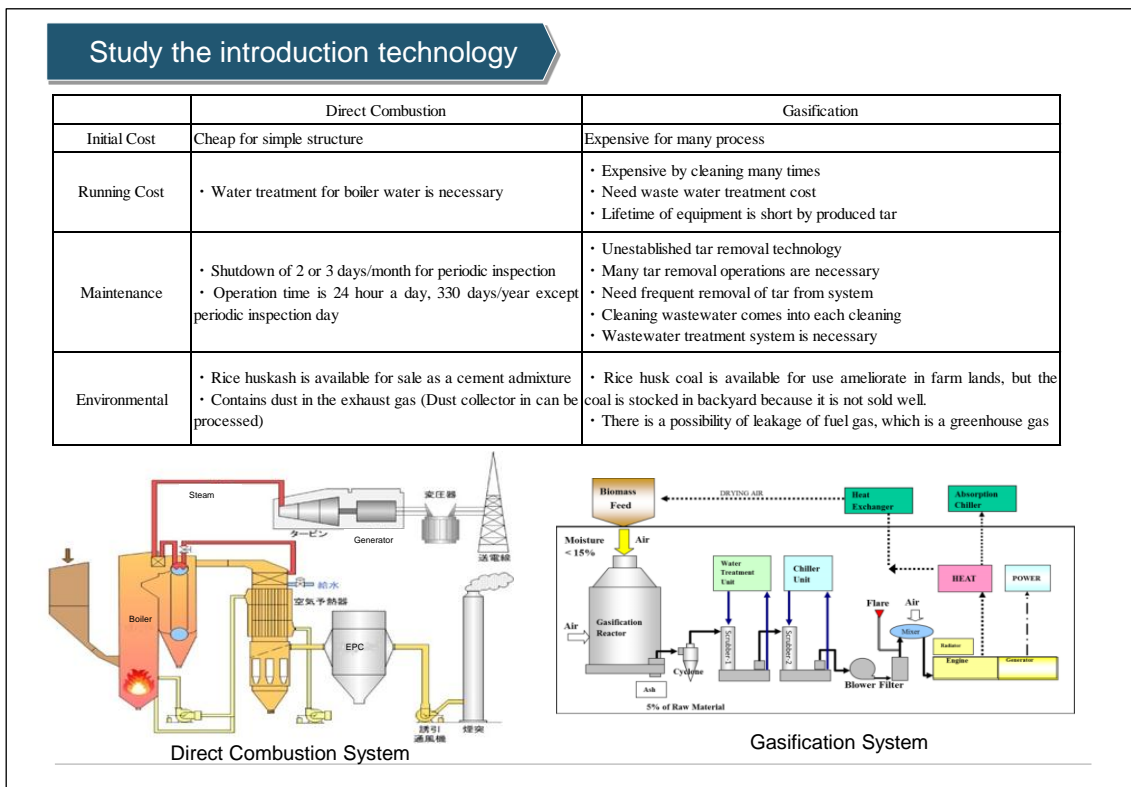 Study the introduction technology
Direct Combustion
Gasification
Initial Cost
Cheap for simple structure
Expensive for many process
Running Cost
・Water treatment for boiler water is necessary
・Expensive by cleaning many times
・Need waste water treatment cost
・Lifetime of equipment is short by produced tar
Maintenance
・Shutdown of 2 or 3 days/month for periodic inspection
・Operation time is 24 hour a day, 330 days/year except
periodic inspection day
・Unestablished tar removal technology
・Many tar removal operations are necessary
・Need frequent removal of tar from system
・Cleaning wastewater comes into each cleaning
・Wastewater treatment system is necessary
Environmental
・Rice huskash is available for sale as a cement admixture
・Contains dust in the exhaust gas (Dust collector in can be
processed)
・Rice husk coal is available for use ameliorate in farm lands, but the
coal is stocked in backyard because it is not sold well.
・There is a possibility of leakage of fuel gas, which is a greenhouse gas
Steam
タービン
Generator
変圧器
送電線
給水
空気予熱器
Boiler
EPC
誘引
通風機
煙突
Direct Combustion System
Biomass
Feed
DRYING AIR
Heat
Exchanger
Absorption
Chiller
Moisture
< 15%
Air
Water
Treatment
Unit
Chiller
Unit
HEAT
POWER
Gasification
Reactor
Air
Scrubber-1
Scrubber-2
Flare
Air
Mixer
Radiator
Engine
Generator
Cyclone
Blower
Filter
Ash
5% of Raw Material
Gasification System